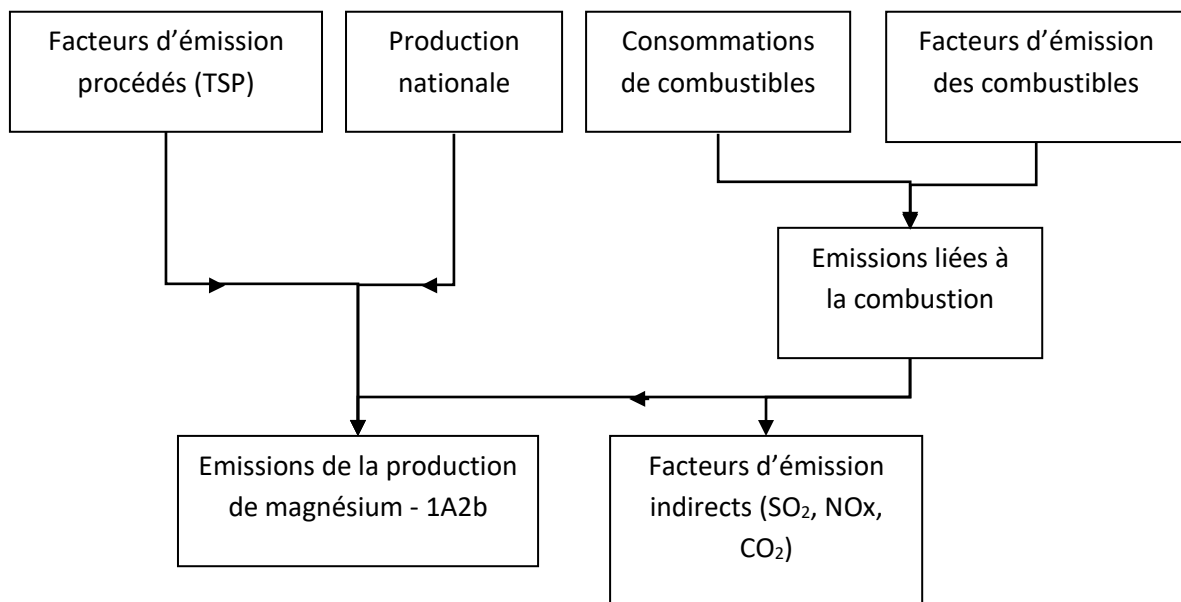 Facteurs d’émission
procédés (TSP)
Production
nationale
Consommations
de combustibles
Facteurs d’émission
des combustibles
Emissions liées à
la combustion
Emissions de la production
de magnésium - 1A2b
Facteurs d’émission
indirects (SO₂, NOx,
CO₂)